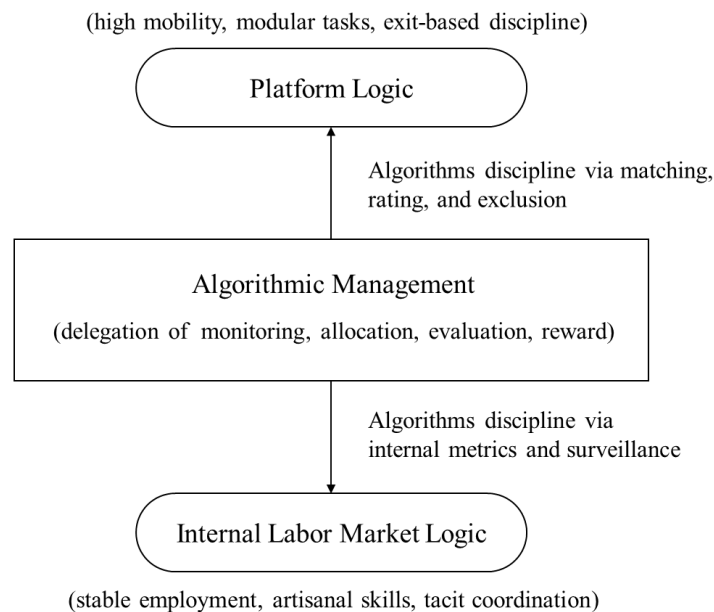 (high mobility, modular tasks, exit-based discipline)
Platform Logic
Algorithms discipline via matching,
rating, and exclusion
Algorithmic Management
(delegation of monitoring, allocation, evaluation, reward)
Algorithms discipline via
internal metrics and surveillance
Internal Labor Market Logic
(stable employment, artisanal skills, tacit coordination)